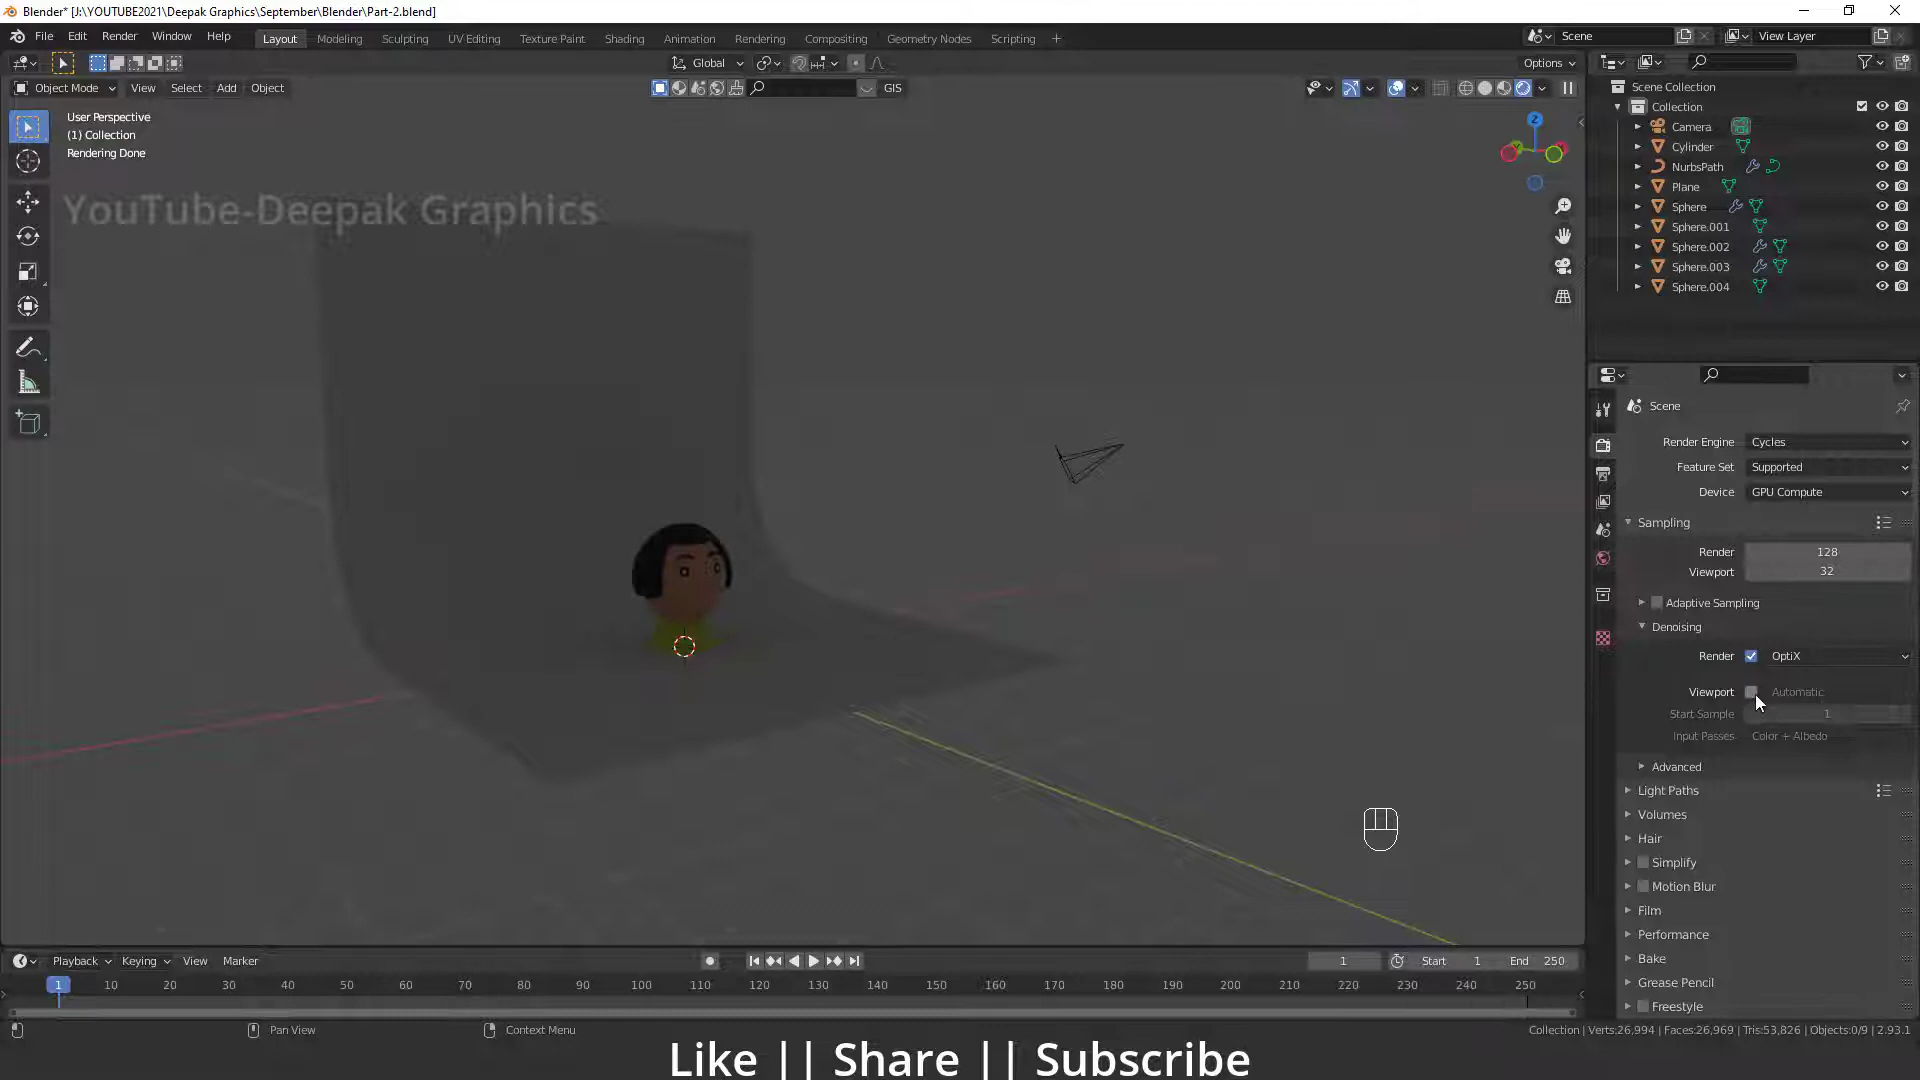 Blender* [J:\YOUTUBE2021\Deepak Graphics\September\Blender\Part-2.blend]
File Edit Render Window Help Layout Modeling Sculpting UV Editing Texture Paint Shading Animation Rendering Compositing Geometry Nodes Scripting + Scene View Layer
Global Options
Object Mode View Select Add Object GIS
User Perspective
(1) Collection
Rendering Done
YouTube-Deepak Graphics
Z
Scene Collection
Collection
Camera
Cylinder
NurbsPath
Plane
Sphere
Sphere.001
Sphere.002
Sphere.003
Sphere.004
Scene
Render Engine Cycles
Feature Set Supported
Device GPU Compute
Sampling
Render 128
Viewport 32
Adaptive Sampling
Denoising
Render OptiX
Viewport Automatic
Start Sample 1
Input Passes Color + Albedo
Advanced
Light Paths
Volumes
Hair
Simplify
Motion Blur
Film
Performance
Bake
Grease Pencil
Freestyle
Playback Keying View Marker 1 Start 1 End 250
1 10 20 30 40 50 60 70 80 90 100 110 120 130 140 150 160 170 180 190 200 210 220 230 240 250
Pan View Context Menu Collection | Verts:26,994 | Faces:26,969 | Tris:53,826 | Objects:0/9 | 2.93.1
Like || Share || Subscribe